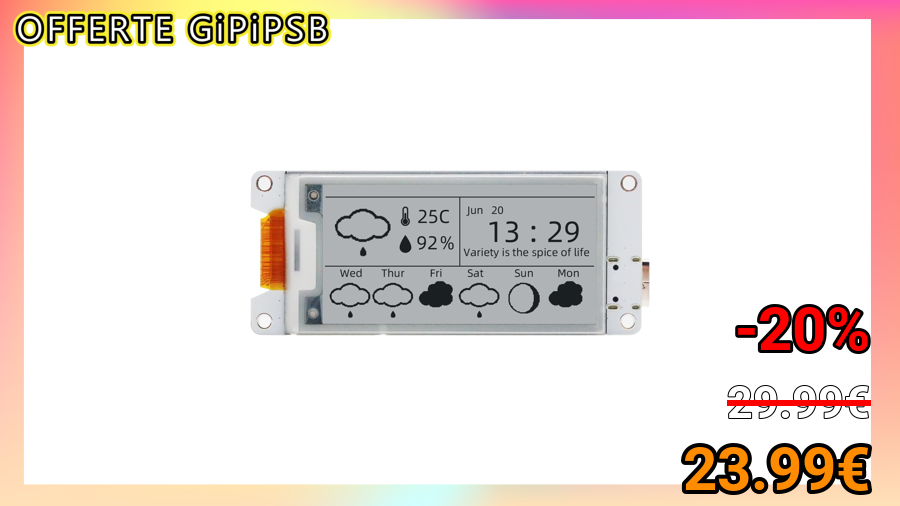 OFFERTE GiPiPSB
25C
92%
Jun 20
13 : 29
Variety is the spice of life
Wed Thur Fri Sat Sun Mon
-20%
29.99€
23.99€